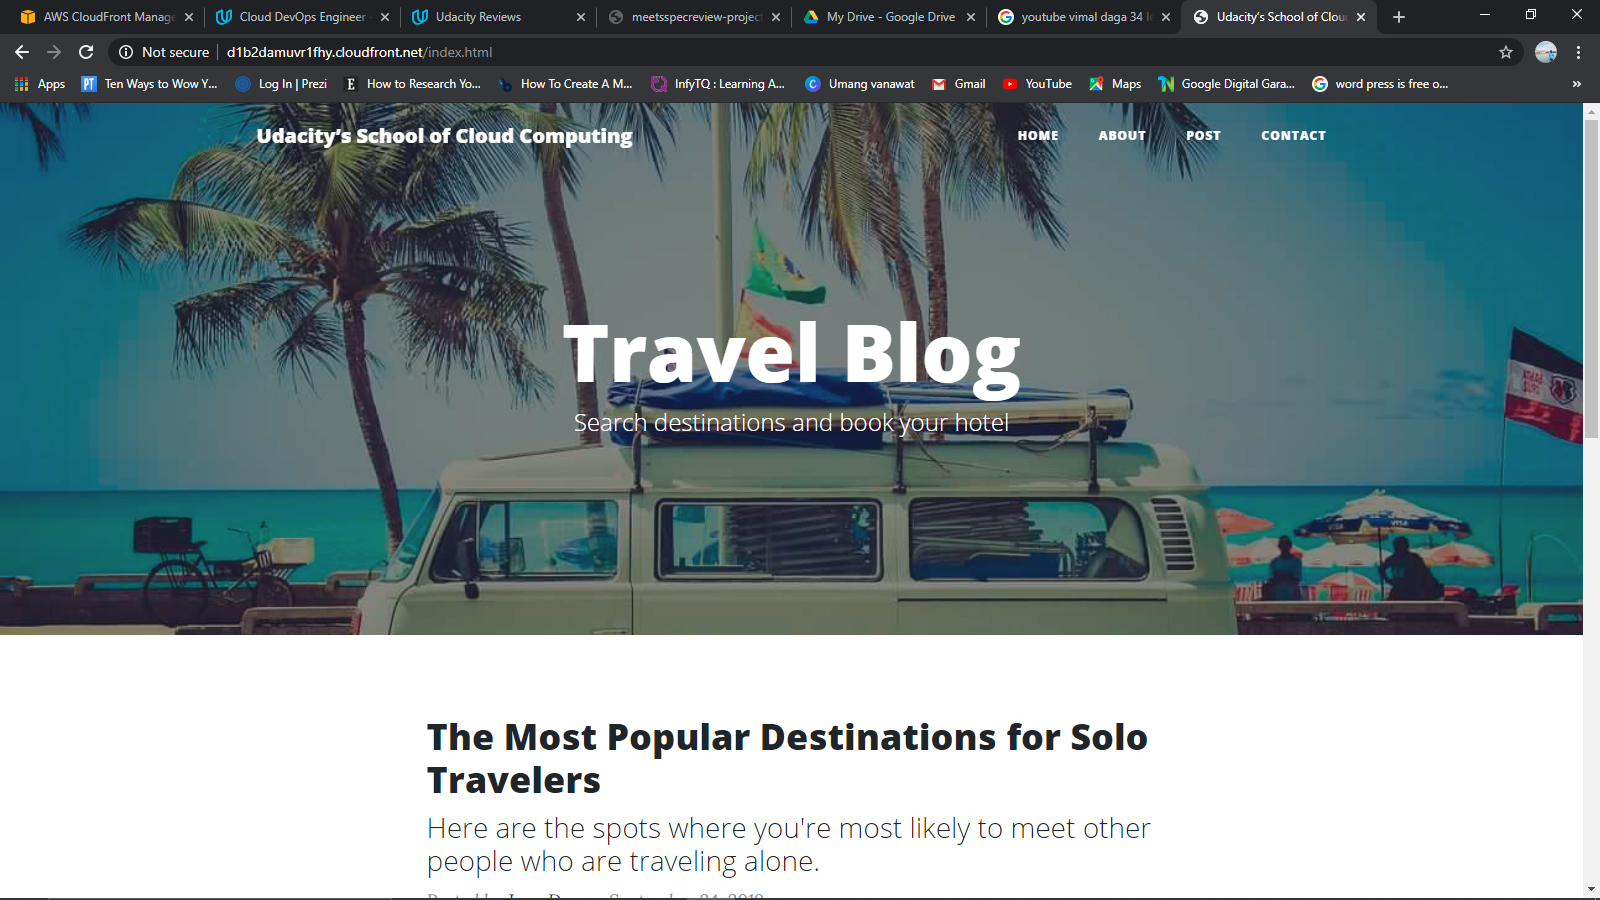 AWS CloudFront Manage
Cloud DevOps Engineer
Udacity Reviews
meetsspecreview-project
My Drive - Google Drive
youtube vimal daga 34 le
Udacity's School of Clou
Not secure
d1b2damuvr1fhy.cloudfront.net/index.html
Apps
PT
Ten Ways to Wow Y...
Log In | Prezi
E
How to Research Yo...
How To Create A M...
InfyTQ : Learning A...
C
Umang vanawat
Gmail
YouTube
Maps
Google Digital Gara...
word press is free o...
»
Udacity’s School of Cloud Computing
HOME
ABOUT
POST
CONTACT
Travel Blog
Search destinations and book your hotel
VISA
The Most Popular Destinations for Solo
Travelers
Here are the spots where you're most likely to meet other
people who are traveling alone.